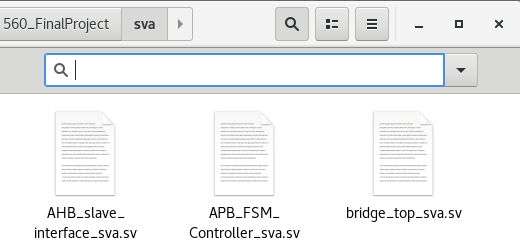 560_FinalProject sva
AHB_slave_
interface_sva.sv
APB_FSM_
Controller_sva.sv
bridge_top_sva.sv